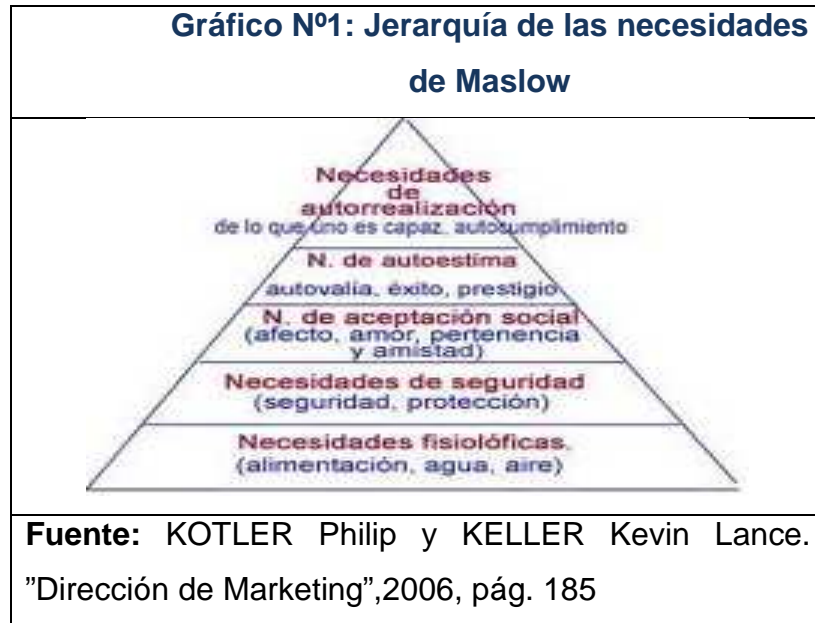 Gráfico Nº1: Jerarquía de las necesidades
de Maslow
Necesidades
de
autorrealización
de lo que uno es capaz, autocumplimiento
N. de autoestima
autovalía, éxito, prestigio
N. de aceptación social
(afecto, amor, pertenencia
y amistad)
Necesidades de seguridad
(seguridad, protección)
Necesidades fisiolóficas,
(alimentación, agua, aire)
Fuente: KOTLER Philip y KELLER Kevin Lance.
”Dirección de Marketing”,2006, pág. 185